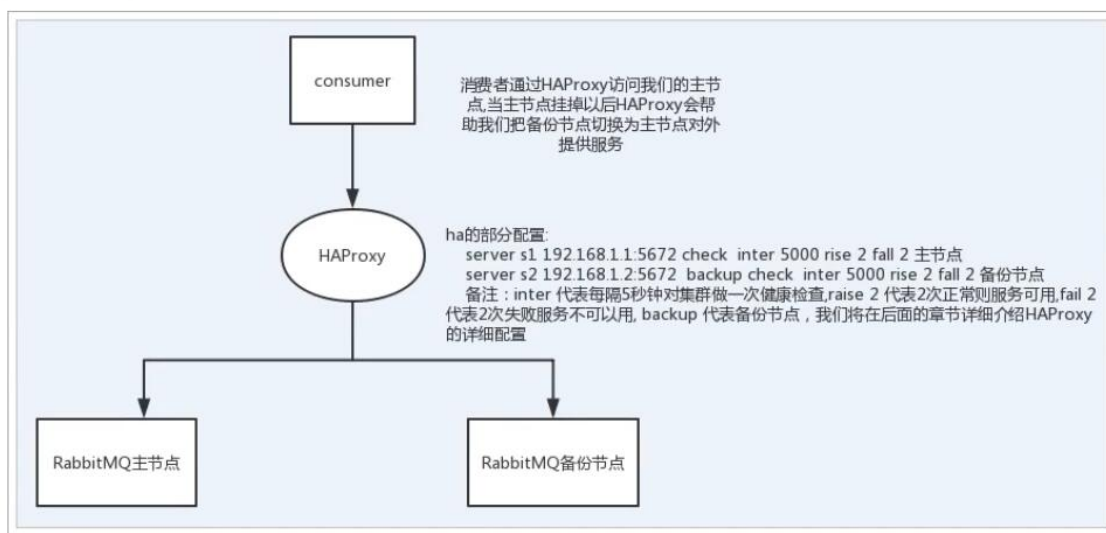 consumer
消费者通过HAProxy访问我们的主节
点,当主节点挂掉以后HAProxy会帮
助我们把备份节点切换为主节点对外
提供服务
HAProxy
ha的部分配置:
server s1 192.168.1.1:5672 check  inter 5000 rise 2 fall 2 主节点
server s2 192.168.1.2:5672  backup check  inter 5000 rise 2 fall 2 备份节点
备注：inter 代表每隔5秒钟对集群做一次健康检查,raise 2 代表2次正常则服务可用,fail 2
代表2次失败服务不可以用, backup 代表备份节点，我们将在后面的章节详细介绍HAProxy
的详细配置
RabbitMQ主节点
RabbitMQ备份节点